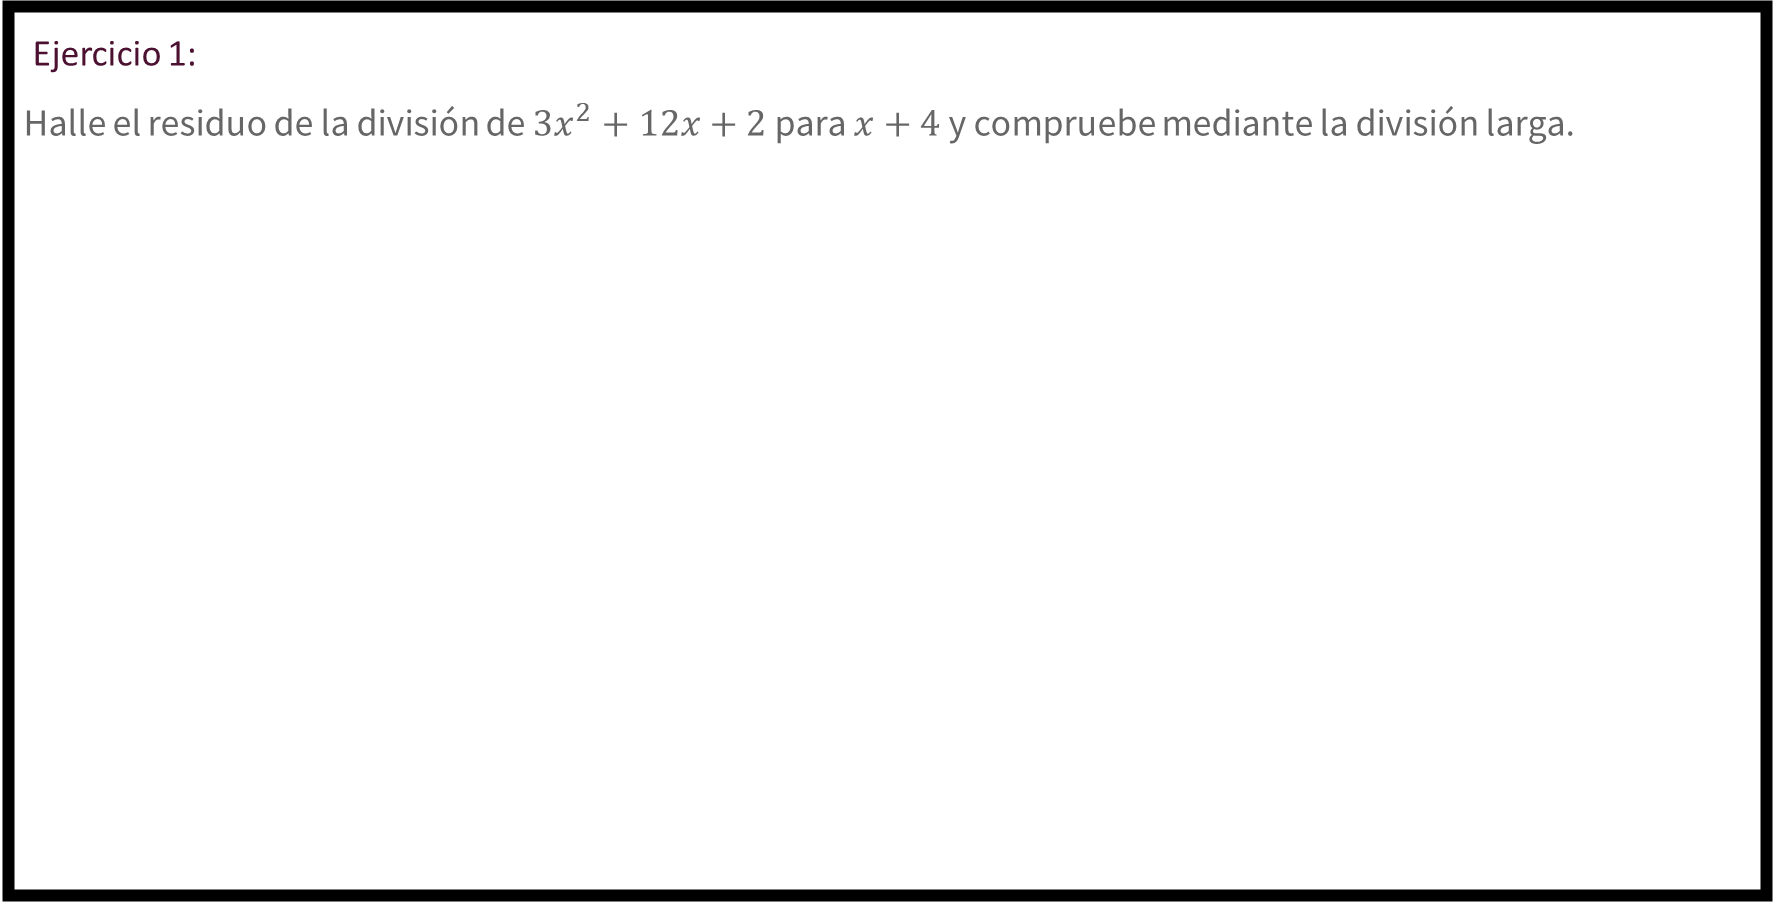 Ejercicio 1:
Halle el residuo de la división de 3x² + 12x + 2 para x + 4 y compruebe mediante la división larga.